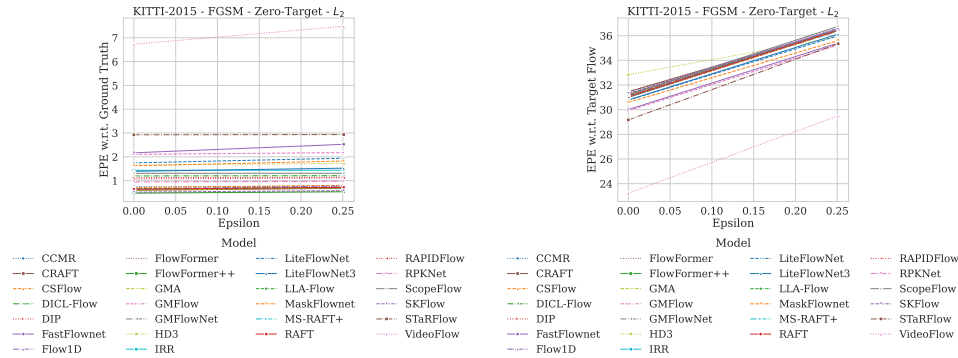 KITTI-2015 - FGSM - Zero-Target - L2
EPE w.r.t. Ground Truth
7
6
5
4
3
2
1
0.00 0.05 0.10 0.15 0.20 0.25
Epsilon
Model
CCMR FlowFormer LiteFlowNet RAPIDFlow
CRAFT FlowFormer++ LiteFlowNet3 RPKNet
CSFlow GMA LLA-Flow ScopeFlow
DICL-Flow GMFlow MaskFlownet SKFlow
DIP GMFlowNet MS-RAFT+ STaRFlow
FastFlownet HD3 RAFT VideoFlow
Flow1D IRR
KITTI-2015 - FGSM - Zero-Target - L2
EPE w.r.t. Target Flow
36
34
32
30
28
26
24
0.00 0.05 0.10 0.15 0.20 0.25
Epsilon
Model
CCMR FlowFormer LiteFlowNet RAPIDFlow
CRAFT FlowFormer++ LiteFlowNet3 RPKNet
CSFlow GMA LLA-Flow ScopeFlow
DICL-Flow GMFlow MaskFlownet SKFlow
DIP GMFlowNet MS-RAFT+ STaRFlow
FastFlownet HD3 RAFT VideoFlow
Flow1D IRR